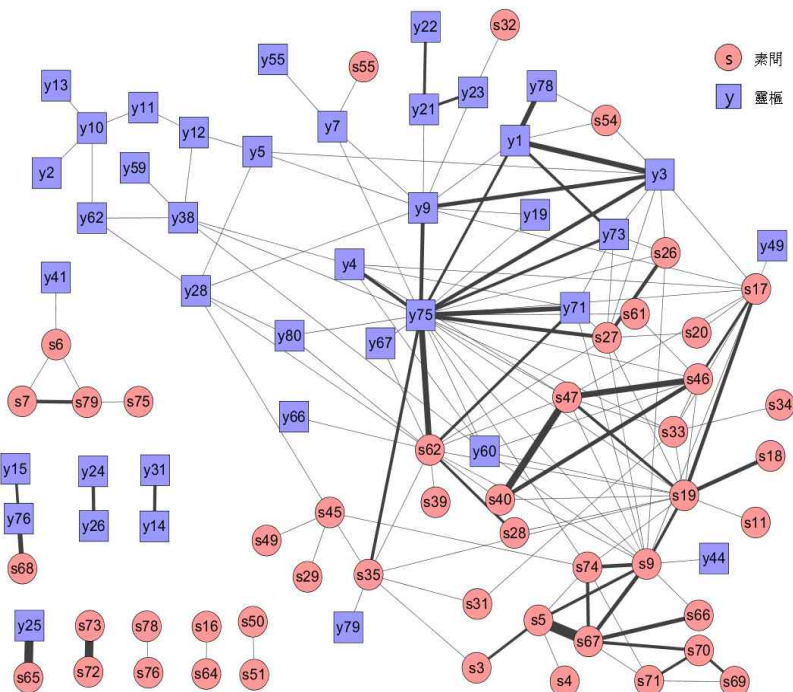 y22
s32
y55
s55
s 素問
y13
y78
y23
y21
y 靈樞
y11
y10
y7
s54
y12
y1
y5
y2
y59
y3
y9
y19
y62
y38
y73
y49
s26
y4
y41
y28
s17
y75
y71
s61
y80
y67
s27
s20
s6
s46
s47
s7
s79
s75
s34
y66
s33
s62
y60
s18
y15
y24
y31
s19
s40
s39
y76
y26
y14
s45
s11
s28
s49
s68
s9
y44
s74
s29
s35
s31
s66
s5
y25
s73
s78
s16
s50
y79
s67
s70
s3
s65
s72
s76
s64
s51
s4
s71
s69